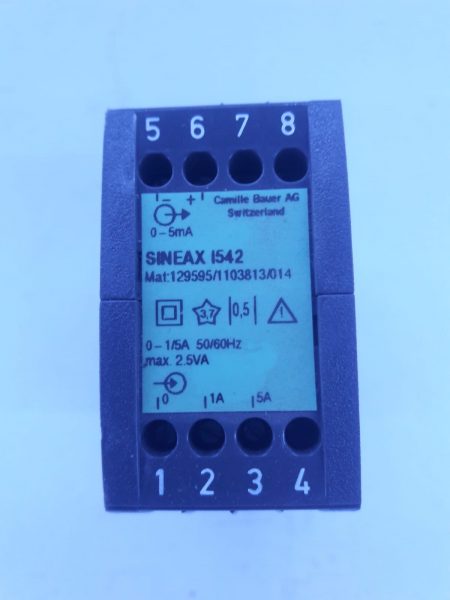 5 6 7 8
- +
Camille Bauer AG
Switzerland
0-5mA
SINEAX I542
Mat:129595/1103813/014
3,7 0,5
0-1/5A 50/60Hz
max. 2.5VA
0 1A 5A
1 2 3 4